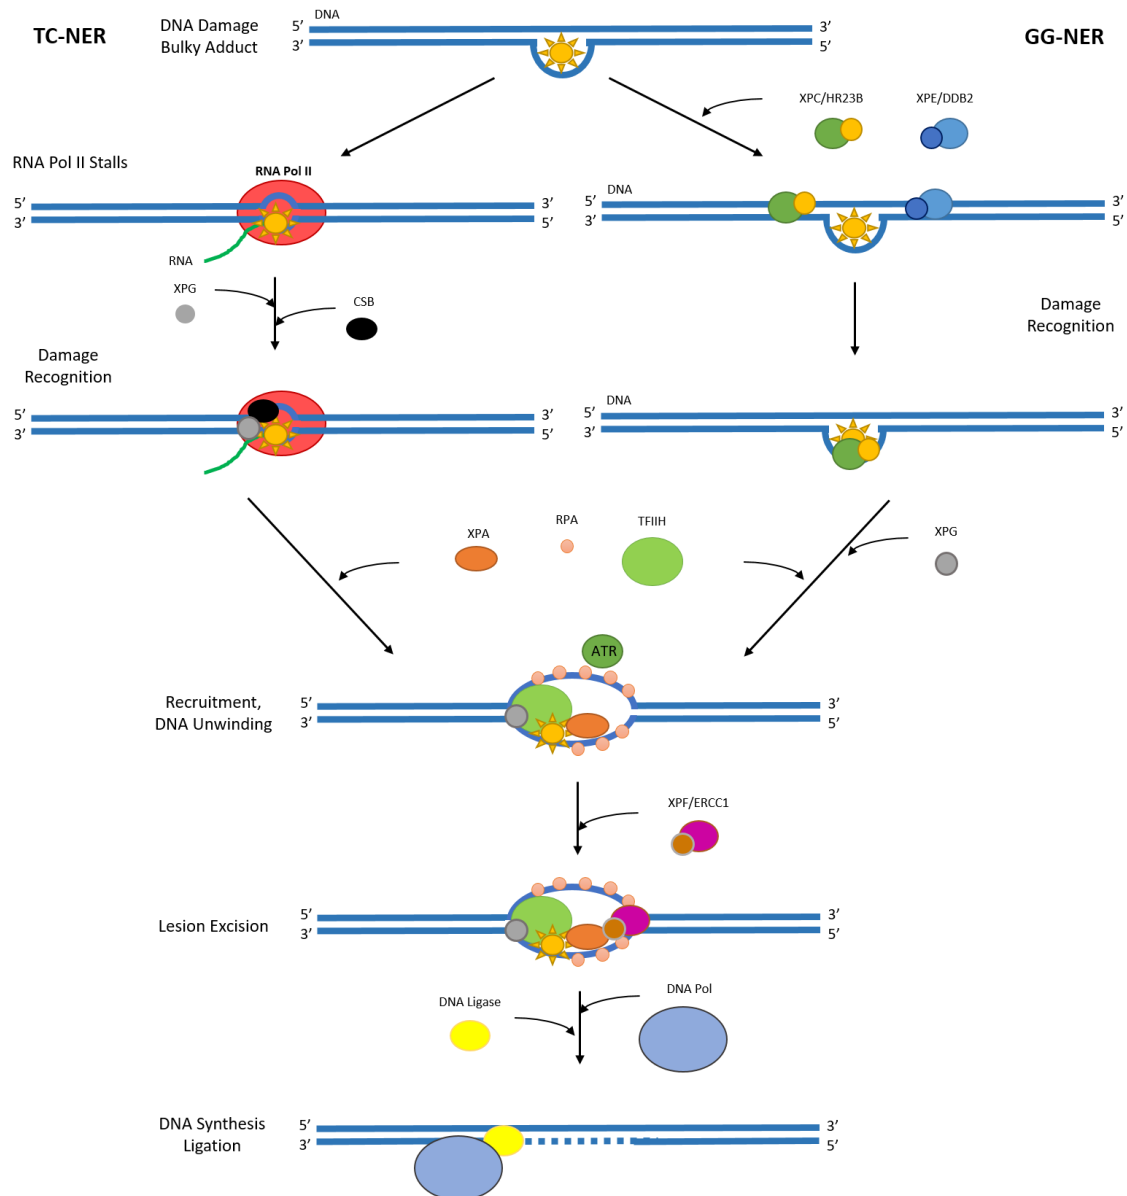 TC-NER
DNA Damage
Bulky Adduct
5’ DNA 3’
3’ 5’
GG-NER
XPC/HR23B XPE/DDB2
RNA Pol II Stalls
RNA Pol II
5’ 3’
3’ 5’
RNA
5’ DNA 3’
3’ 5’
XPG
CSB
Damage
Recognition
Damage
Recognition
5’ 3’
3’ 5’
5’ DNA 3’
3’ 5’
XPA RPA TFIIH
XPG
ATR
Recruitment,
DNA Unwinding
5’ 3’
3’ 5’
XPF/ERCC1
Lesion Excision
5’ 3’
3’ 5’
DNA Ligase
DNA Pol
DNA Synthesis
Ligation
5’ 3’
3’ 5’